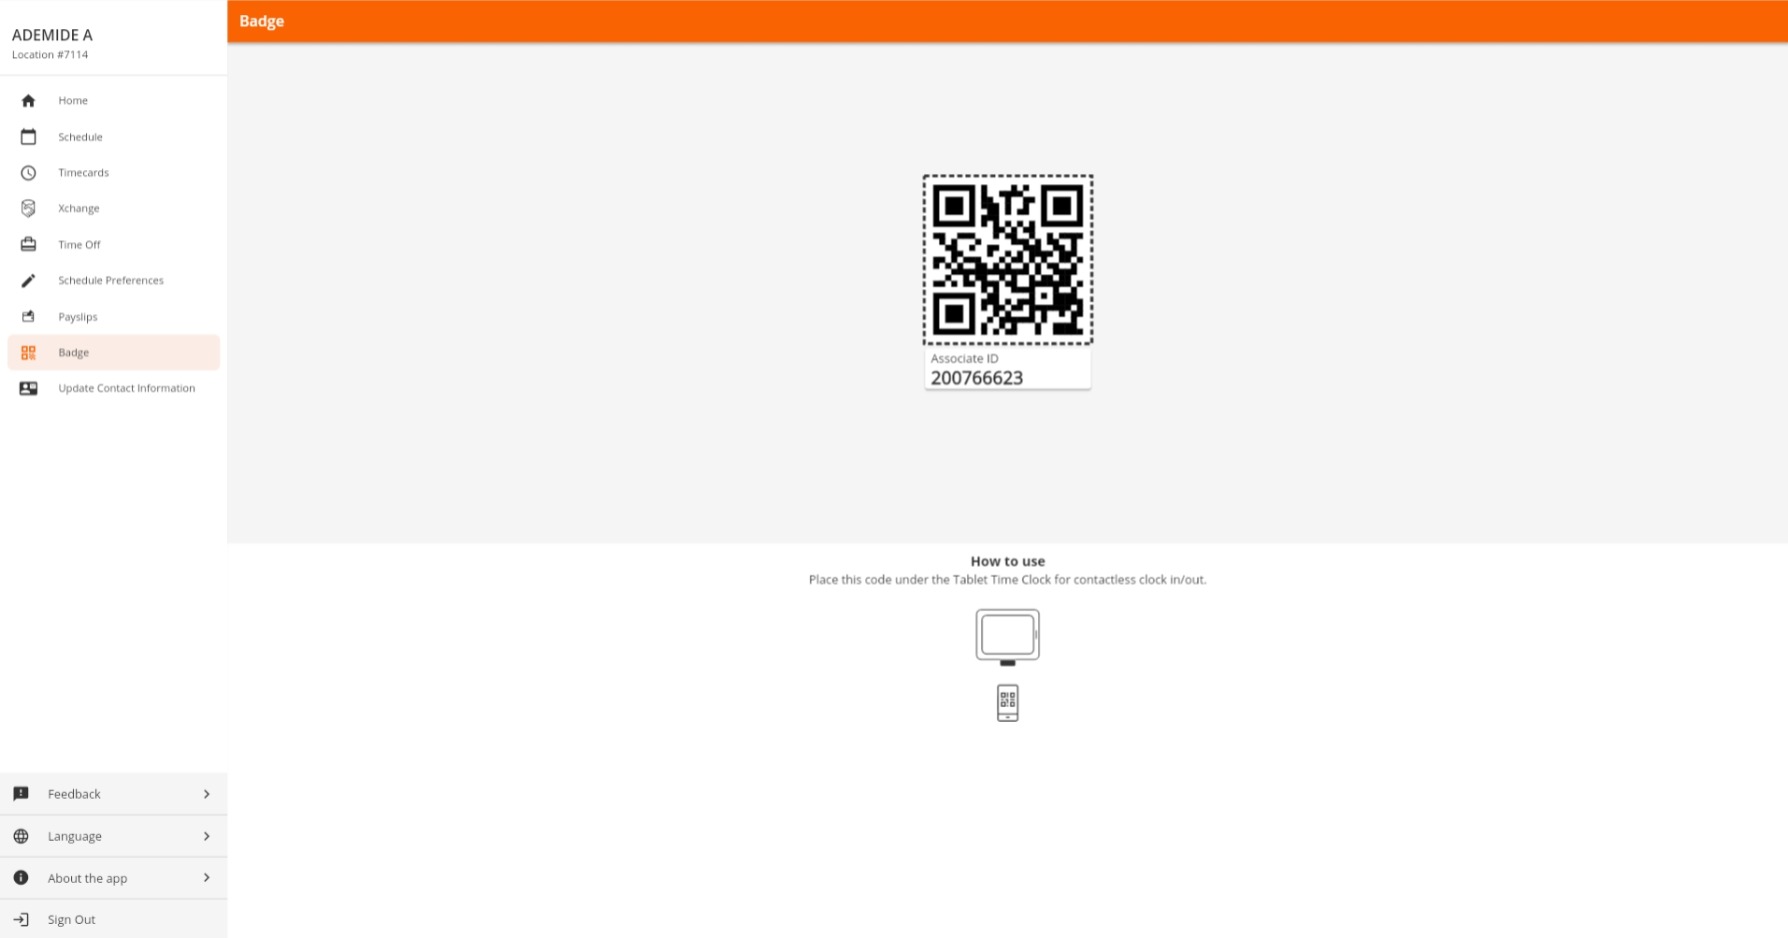 ADEMIDE A
Location #7114
Home
Schedule
Timecards
Xchange
Time Off
Schedule Preferences
Payslips
Badge
Update Contact Information
Feedback
Language
About the app
Sign Out
Badge
Associate ID
200766623
How to use
Place this code under the Tablet Time Clock for contactless clock in/out.